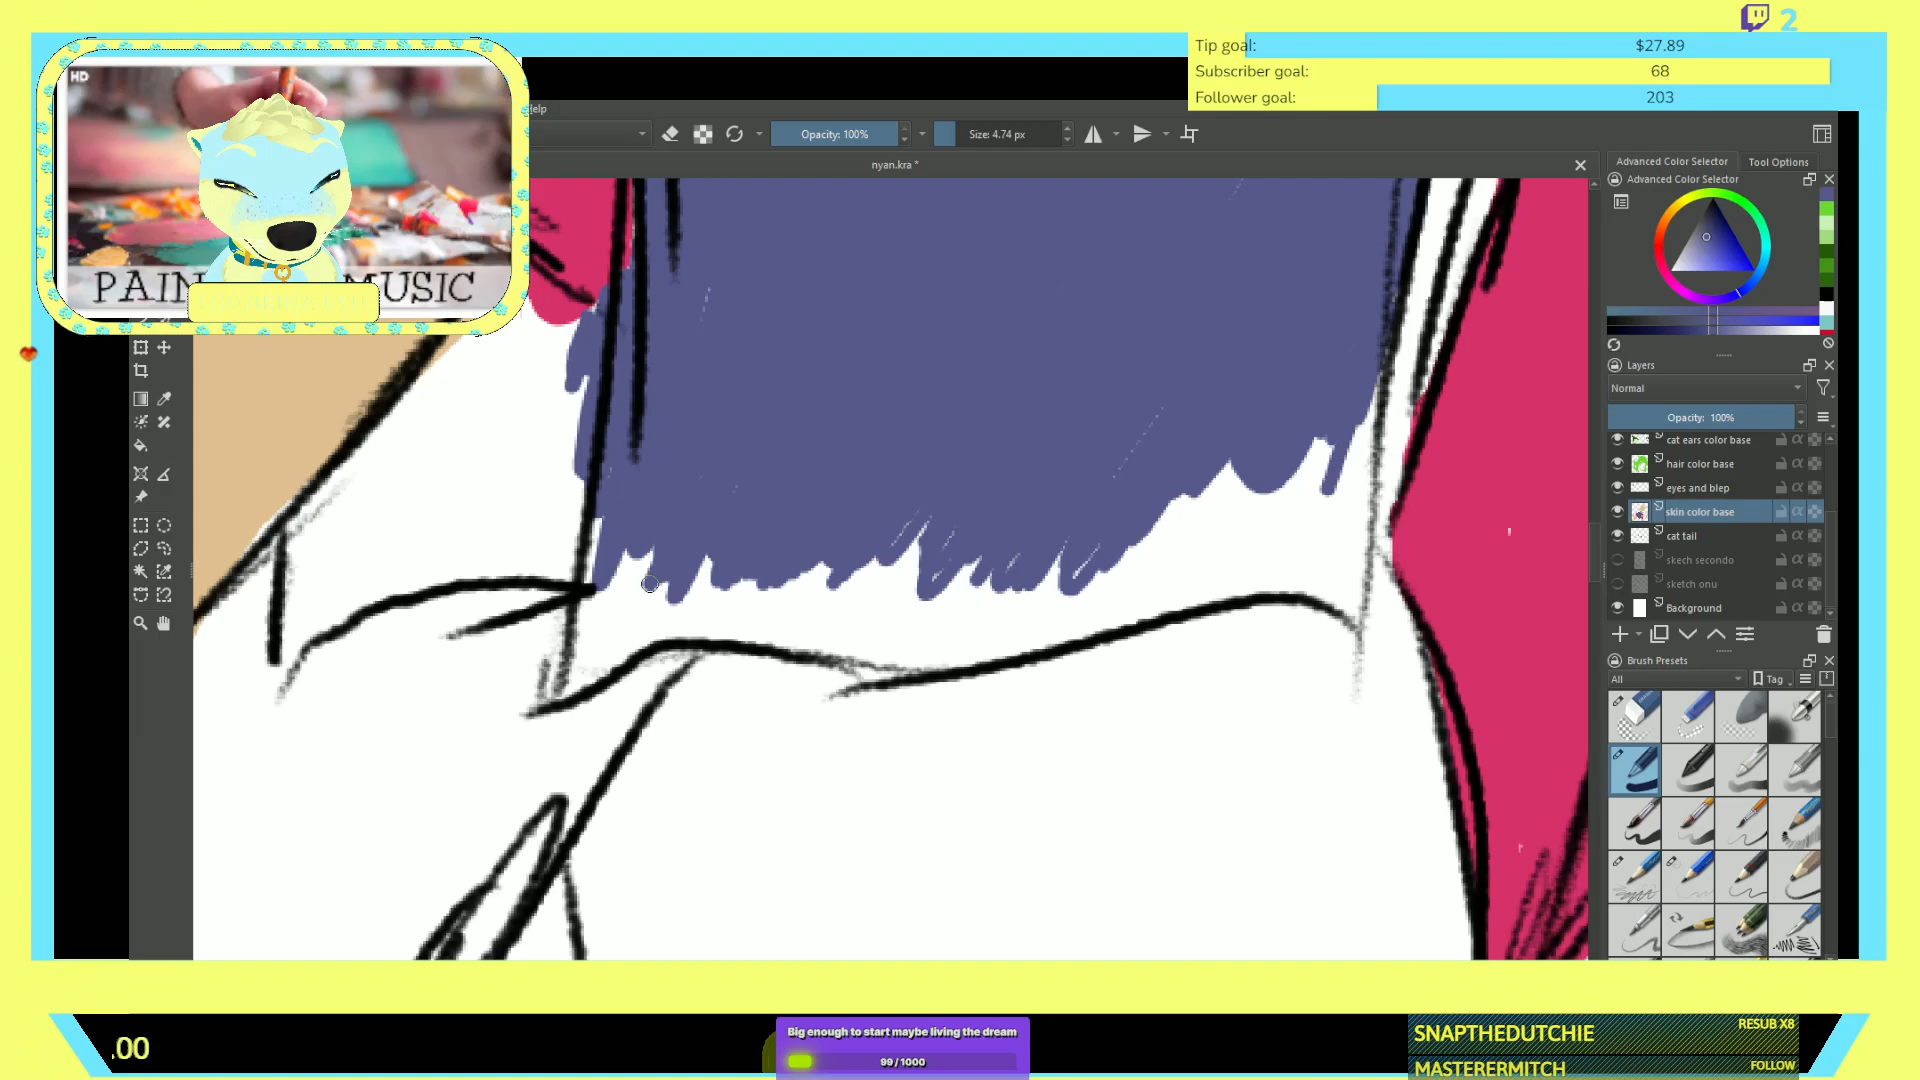 2
Tip goal:
$27.89
Subscriber goal:
68
Follower goal:
203
HD
Help
Opacity: 100%
Size: 4.74 px
nyan.kra *
Advanced Color Selector
Tool Options
Advanced Color Selector
MUSIC
Layers
Normal
Opacity: 100%
cat ears color base
hair color base
eyes and blep
skin color base
cat tail
skech secondo
sketch onu
Background
Brush Presets
All
Tag
.00
Big enough to start maybe living the dream
99 / 1000
SNAPTHEDUTCHIE
RESUB X8
MASTERERMITCH
FOLLOW